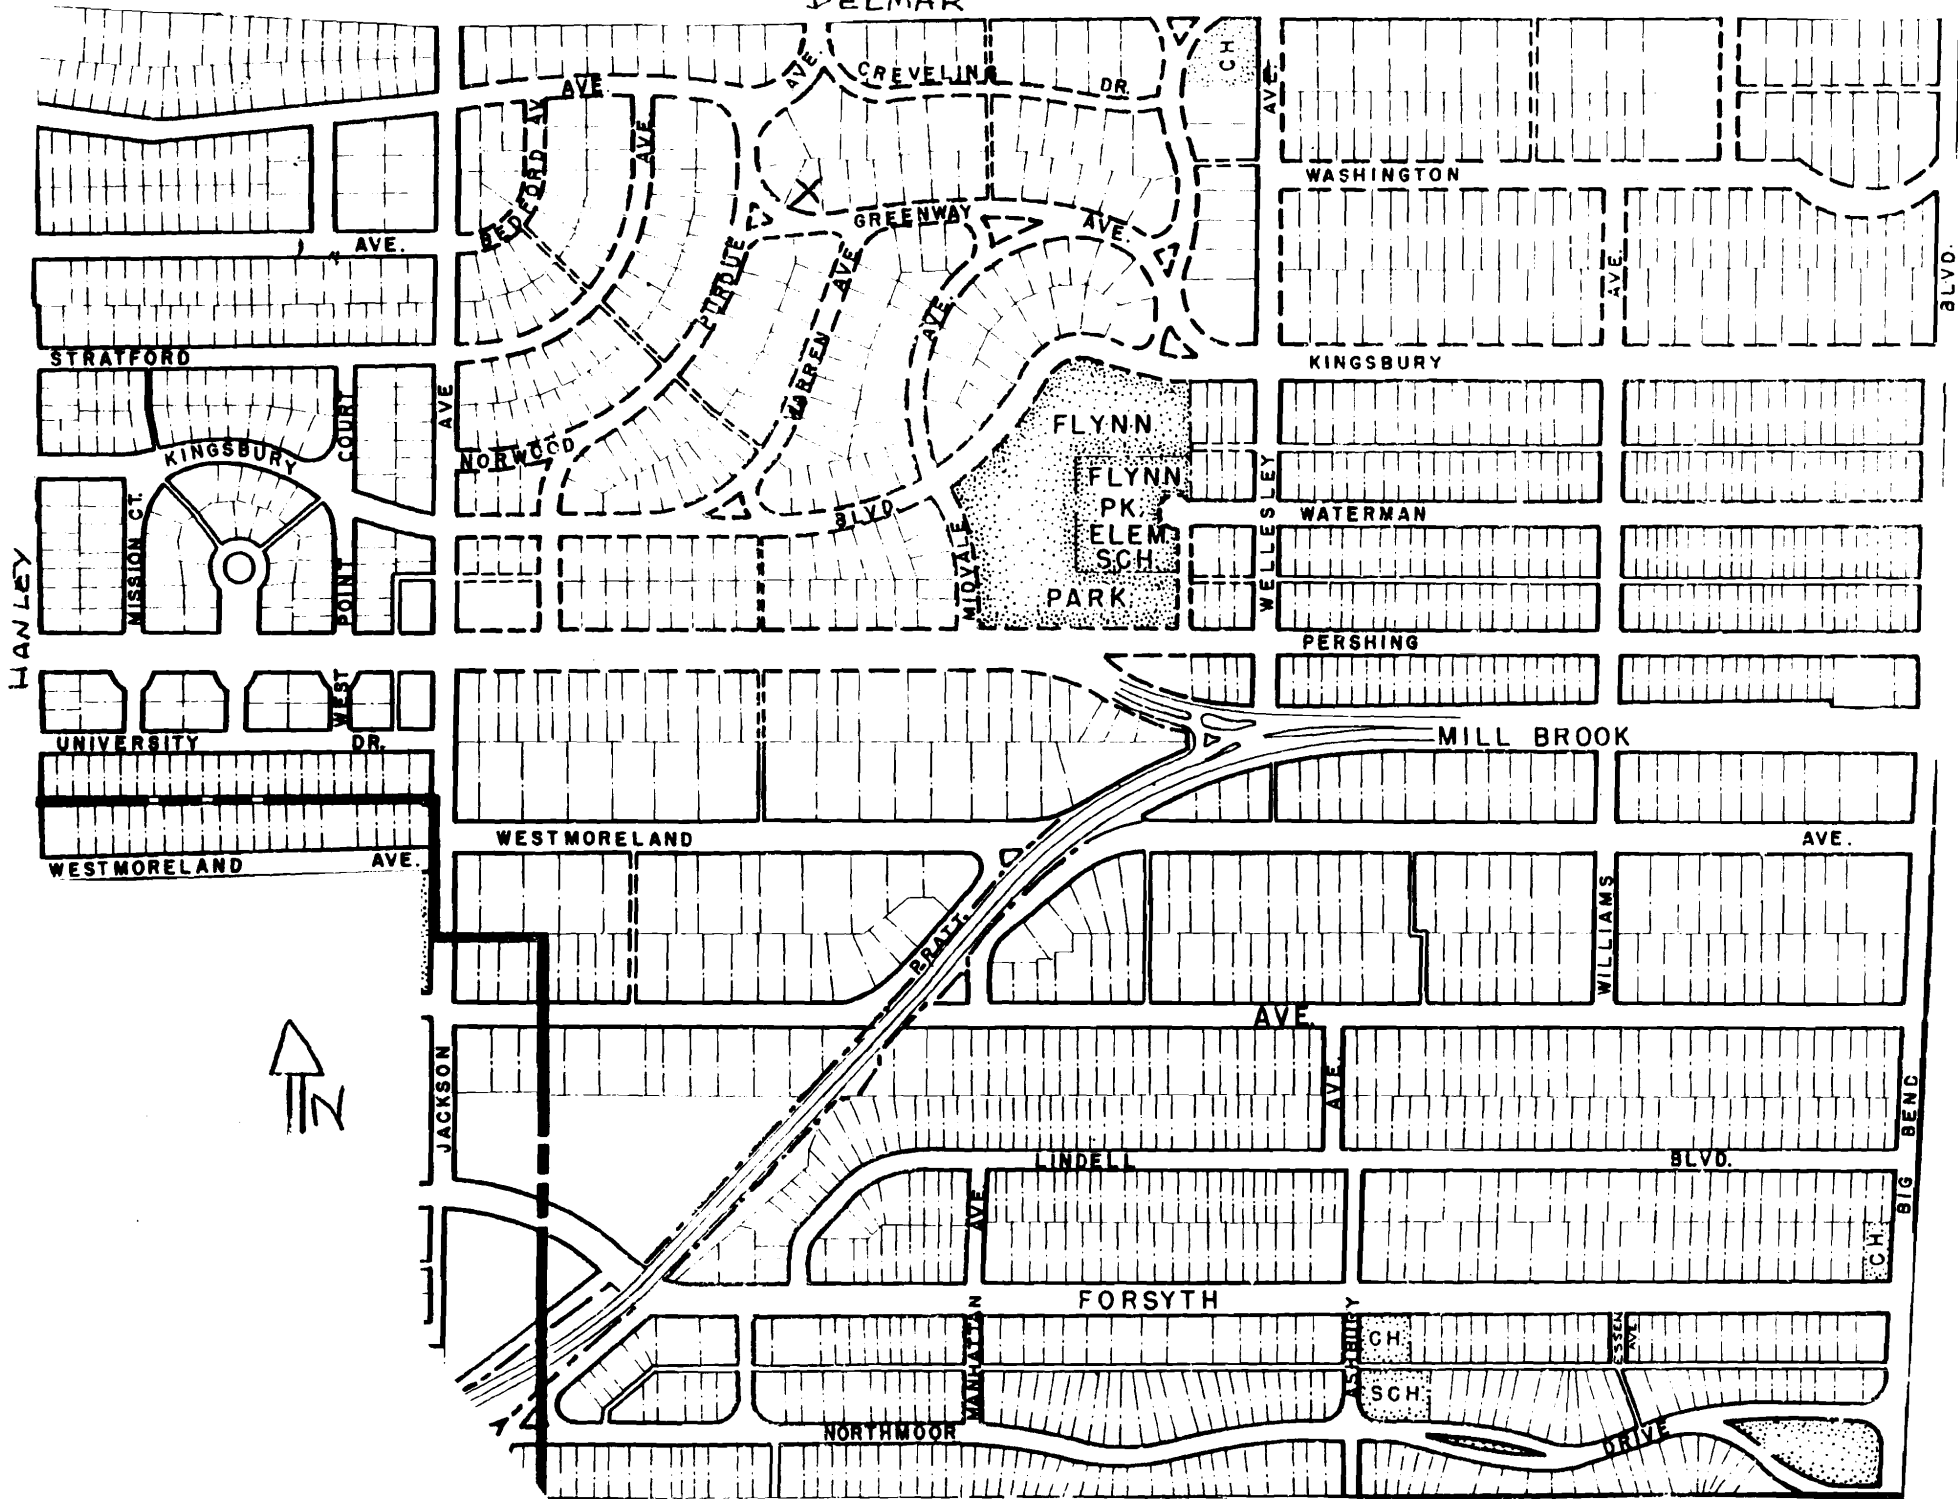 DELMAR
CH
CREVELIN
DR.
AVE.
AVE
AVE.
BEDFORD AV.
AVE.
WASHINGTON
AVE.
GREENWAY
AVE.
PURDUE
AVE.
WARREN AVE
AVE.
BLVD.
STRATFORD
KINGSBURY
COURT
AVE
FLYNN
KINGSBURY
NORWOOD
FLYNN
PK.
ELEM.
SCH.
PARK
WELLESLEY
WATERMAN
BLVD.
MISSION CT.
HANLEY
POINT
PERSHING
WEST
UNIVERSITY
DR.
MILL BROOK
WESTMORELAND
AVE.
WESTMORELAND
AVE.
WILLIAMS
PRATT
AVE.
N
JACKSON
AVE.
BIG BEND
LINDELL
BLVD.
AVE
CH.
FORSYTH
MANHATTAN
ASHBURY
CH.
ESSEN
AVE
SCH.
NORTHMOOR
DRIVE